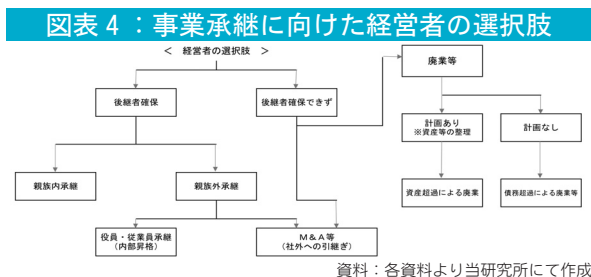 図表４：事業承継に向けた経営者の選択肢
＜ 経営者の選択肢 ＞
廃業等
後継者確保
後継者確保できず
計画あり
※資産等の整理
計画なし
親族内承継
親族外承継
資産超過による廃業
債務超過による廃業等
役員・従業員承継
（内部昇格）
M&A等
（社外への引継ぎ）
資料：各資料より当研究所にて作成